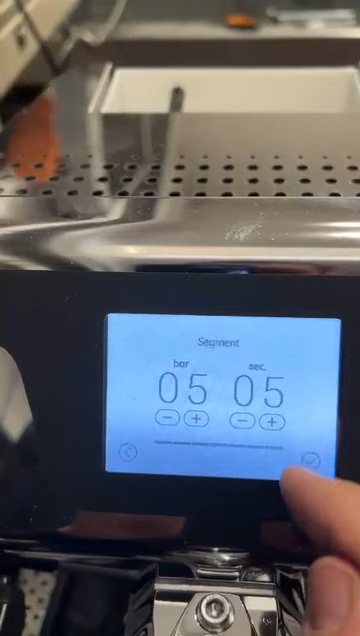 Segment
bar sec.
05 05
− + − +